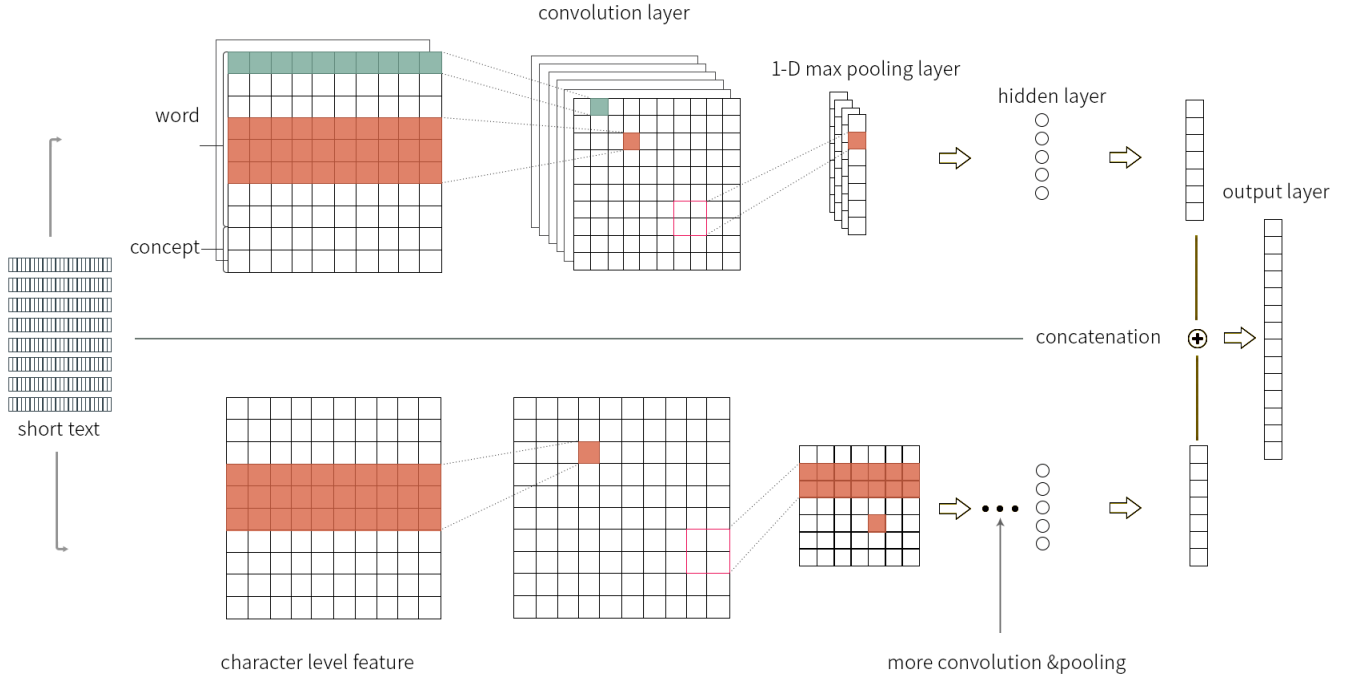 convolution layer
1-D max pooling layer
hidden layer
word
output layer
concept
concatenation
short text
character level feature
more convolution &pooling